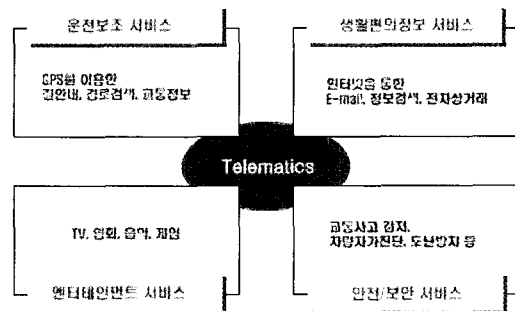 운전보조 서비스
생활편의정보 서비스
GPS를 이용한
길안내, 경로검색, 교통정보
인터넷을 통한
E-mail, 정보검색, 전자상거래
Telematics
TV, 영화, 음악, 게임
교통사고 감지,
차량자가진단, 도난방지 등
엔터테인먼트 서비스
안전/보안 서비스